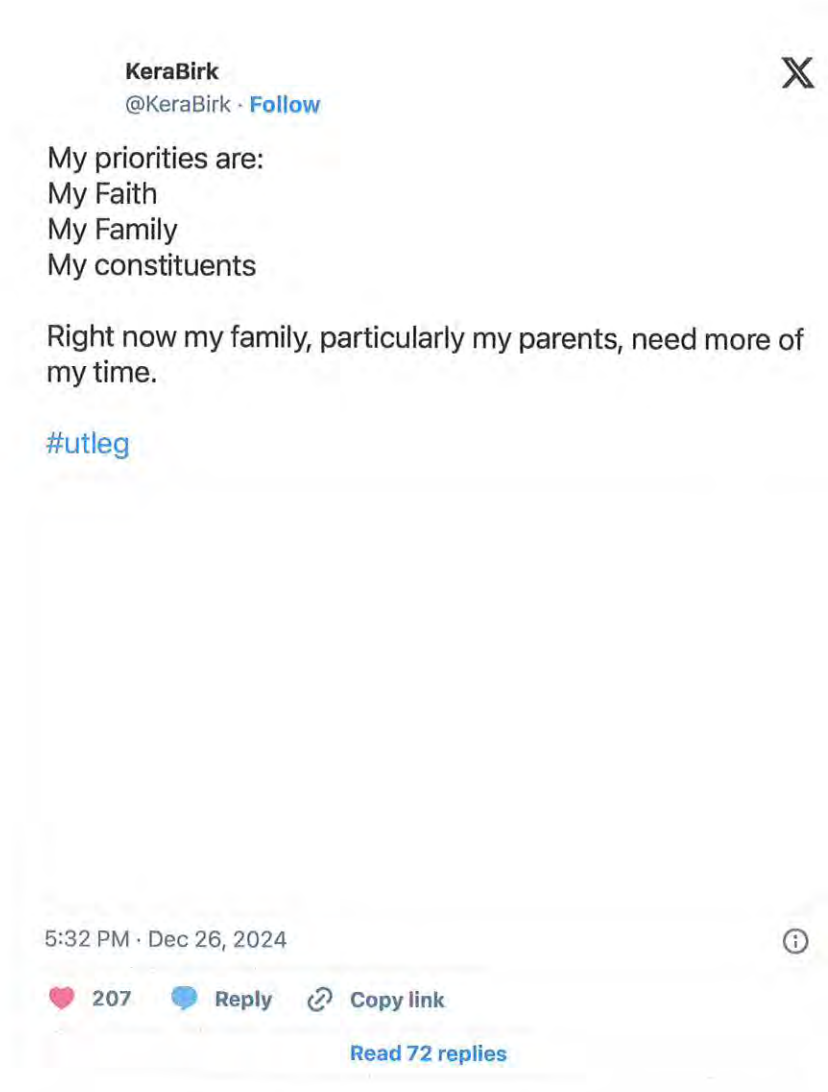 KeraBirk
@KeraBirk · Follow
My priorities are:
My Faith
My Family
My constituents
Right now my family, particularly my parents, need more of
my time.
#utleg
5:32 PM · Dec 26, 2024
207 Reply Copy link
Read 72 replies